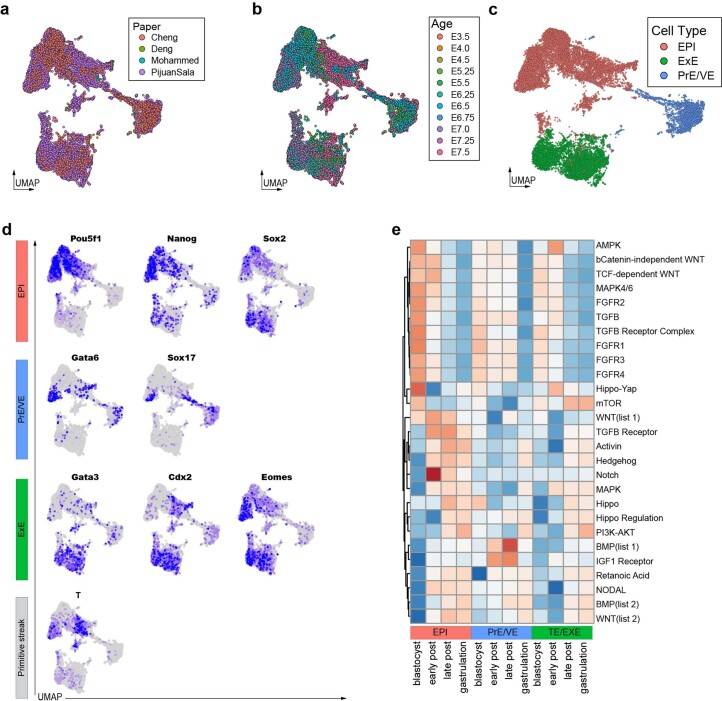 a
Paper
Cheng
Deng
Mohammed
PijuanSala
UMAP
b
Age
E3.5
E4.0
E4.5
E5.25
E5.5
E6.25
E6.5
E6.75
E7.0
E7.25
E7.5
UMAP
c
Cell Type
EPI
ExE
PrE/VE
UMAP
d
EPI
Pou5f1 Nanog Sox2
PrE/VE
Gata6 Sox17
ExE
Gata3 Cdx2 Eomes
Primitive streak
T
UMAP
e
AMPK
bCatenin-independent WNT
TCF-dependent WNT
MAPK4/6
FGFR2
TGFB
TGFB Receptor Complex
FGFR1
FGFR3
FGFR4
Hippo-Yap
mTOR
WNT(list 1)
TGFB Receptor
Activin
Hedgehog
Notch
MAPK
Hippo
Hippo Regulation
PI3K-AKT
BMP(list 1)
IGF1 Receptor
Retanoic Acid
NODAL
BMP(list 2)
WNT(list 2)
EPI PrE/VE TE/EXE
blastocyst
early post
late post
gastrulation
blastocyst
early post
late post
gastrulation
blastocyst
early post
late post
gastrulation